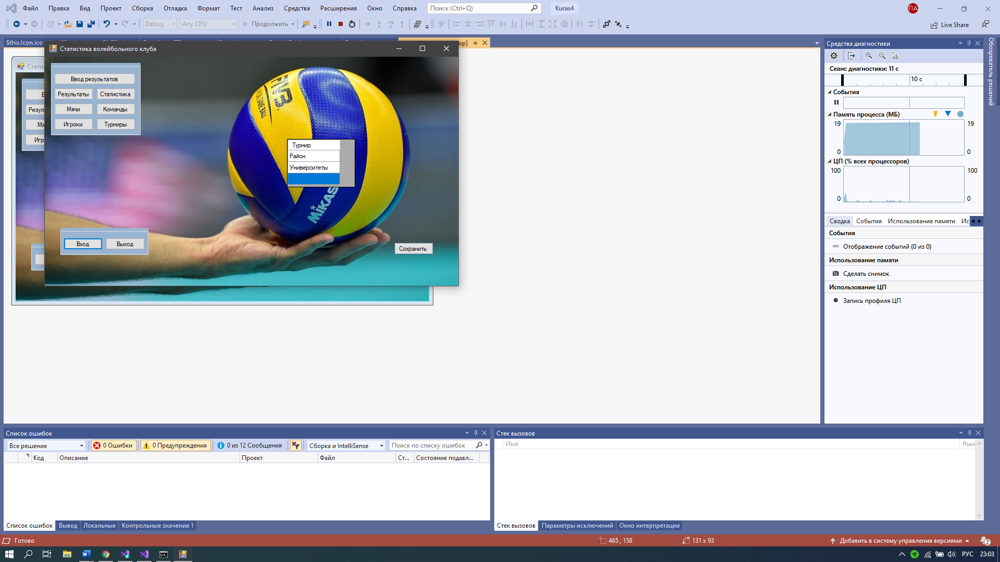 Файл Правка Вид Проект Сборка Отладка Формат Тест Анализ Средства Расширения Окно Справка Поиск (Ctrl+Q) Kuras4 ПА
Debug Any CPU Продолжить Live Share
$this.Icon.ico
ор]
Статистика волейбольного клуба
Ввод результатов
Результаты Статистика
Мячи Команды
Игроки Турниры
Турнир
Район
Университеты
Вход Выход
Сохранить
MIKAS
Средства диагностики
Сеанс диагностики: 11 с
10 с
События
Память процесса (МБ)
19 19
0 0
ЦП (% всех процессоров)
100 100
0 0
Сводка События Использование памяти Ис
События
Отображение событий (0 из 0)
Использование памяти
Сделать снимок
Использование ЦП
Запись профиля ЦП
Обозреватель решений
Список ошибок
Все решение 0 Ошибки 0 Предупреждения 0 из 12 Сообщения Сборка и IntelliSense Поиск по списку ошибок
Код Описание Проект Файл Ст... Состояние подавл...
Список ошибок Вывод Локальные Контрольные значения 1
Стек вызовов
Имя Язык
Стек вызовов Параметры исключений Окно интерпретации
Готово 465 , 158 131 x 93 Добавить в систему управления версиями 2
РУС 23:03